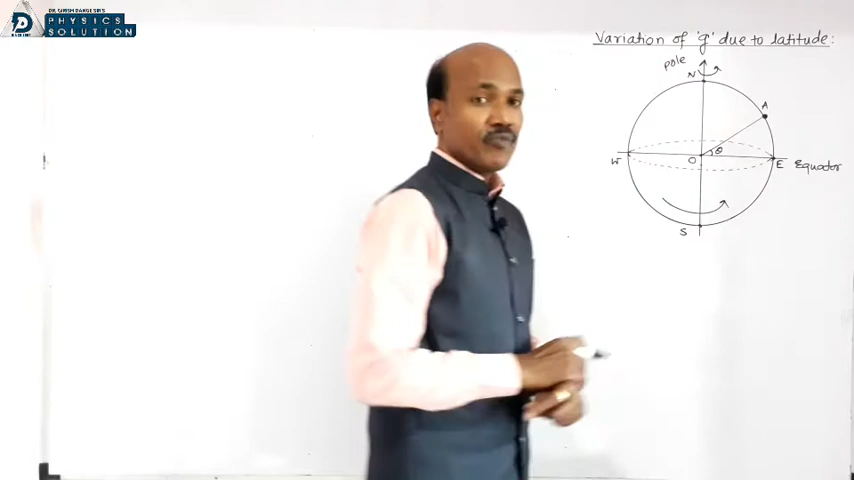 DR. GIRISH DANGE SIR'S
PHYSICS
SOLUTION
Variation of 'g' due to latitude:
Pole
N
A
W
O
θ
E Equator
S